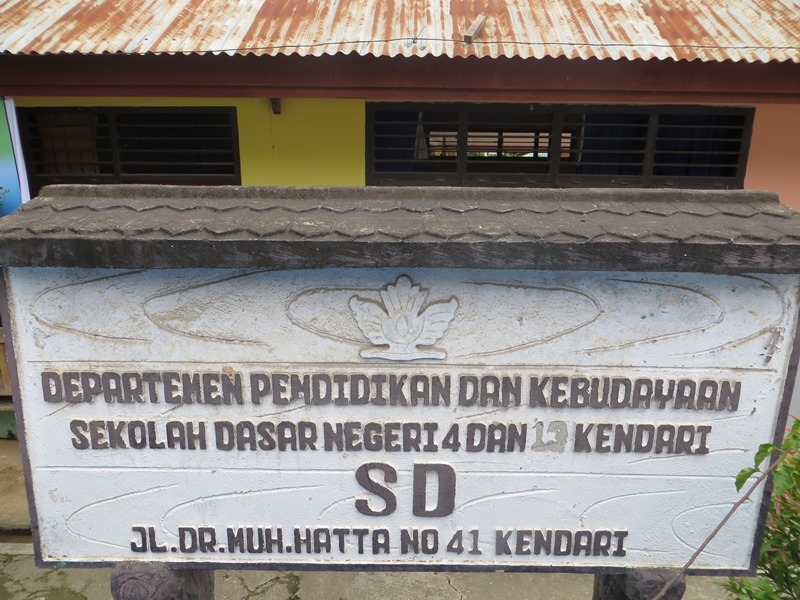 DEPARTEMEN PENDIDIKAN DAN KEBUDAYAAN
SEKOLAH DASAR NEGERI 4 DAN 13 KENDARI
SD
JL.DR.MUH.HATTA NO 41 KENDARI